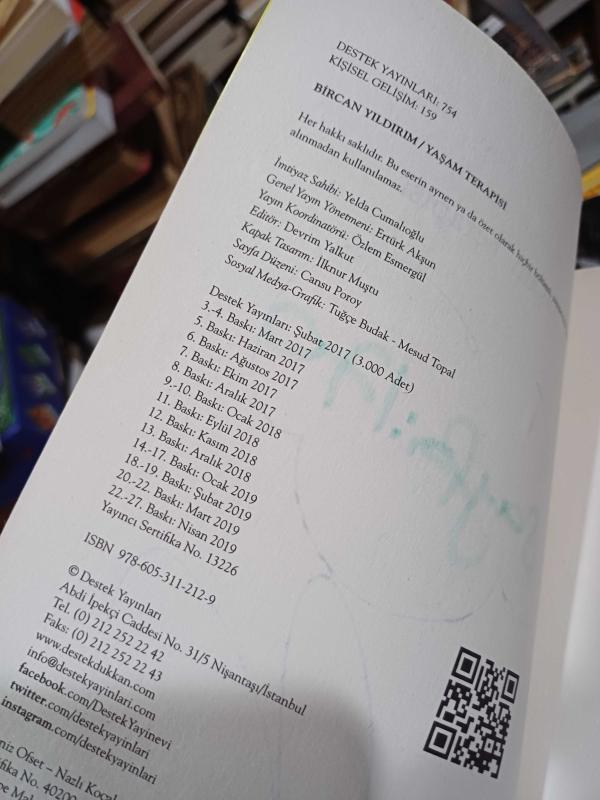 DESTEK YAYINLARI: 754
KİŞİSEL GELİŞİM: 159
BİRCAN YILDIRIM / YAŞAM TERAPİSİ
Her hakkı saklıdır. Bu eserin aynen ya da özet olarak hiçbir bölümü,
alınmadan kullanılamaz.
İmtiyaz Sahibi: Yelda Cumalıoğlu
Genel Yayın Yönetmeni: Ertürk Akşun
Yayın Koordinatörü: Özlem Esmergül
Editör: Devrim Yalkut
Kapak Tasarım: İlknur Muştu
Sayfa Düzeni: Cansu Poroy
Sosyal Medya-Grafik: Tuğçe Budak - Mesud Topal
Destek Yayınları: Şubat 2017 (3.000 Adet)
3.-4. Baskı: Mart 2017
5. Baskı: Haziran 2017
6. Baskı: Ağustos 2017
7. Baskı: Ekim 2017
8. Baskı: Aralık 2017
9.-10. Baskı: Ocak 2018
11. Baskı: Eylül 2018
12. Baskı: Kasım 2018
13. Baskı: Aralık 2018
14.-17. Baskı: Ocak 2019
18.-19. Baskı: Şubat 2019
20.-22. Baskı: Mart 2019
22.-27. Baskı: Nisan 2019
Yayıncı Sertifika No. 13226
ISBN 978-605-311-212-9
© Destek Yayınları
Abdi İpekçi Caddesi No. 31/5 Nişantaşı/İstanbul
Tel. (0) 212 252 22 42
Faks: (0) 212 252 22 43
www.destekdukkan.com
info@destekyayinlari.com
facebook.com/DestekYayinevi
twitter.com/destekyayinlari
instagram.com/destekyayinlari
Ofset – Nazlı
No. 40200